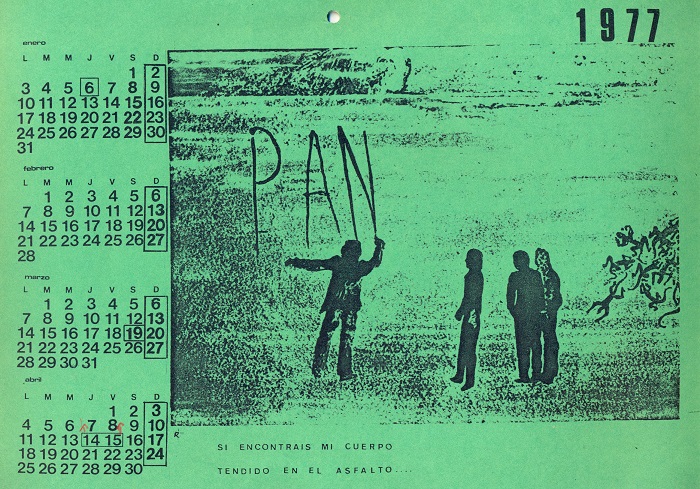 1977
enero
L M M J V S D
1 2
3 4 5 6 7 8 9
10 11 12 13 14 15 16
17 18 19 20 21 22 23
24 25 26 27 28 29 30
31
febrero
L M M J V S D
1 2 3 4 5 6
7 8 9 10 11 12 13
14 15 16 17 18 19 20
21 22 23 24 25 26 27
28
marzo
L M M J V S D
1 2 3 4 5 6
7 8 9 10 11 12 13
14 15 16 17 18 19 20
21 22 23 24 25 26 27
28 29 30 31
abril
L M M J V S D
1 2 3
4 5 6 7 8 9 10
11 12 13 14 15 16 17
18 19 20 21 22 23 24
25 26 27 28 29 30
PAN
SI ENCONTRAIS MI CUERPO
TENDIDO EN EL ASFALTO....